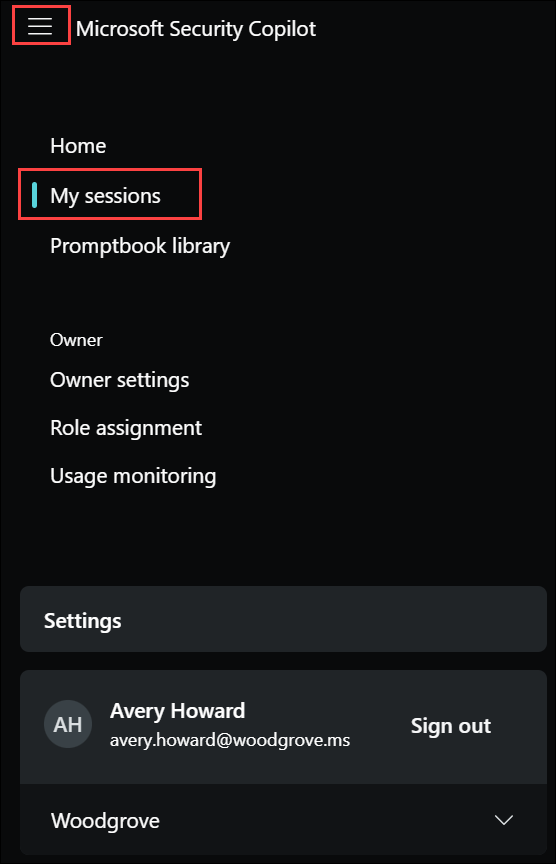 Microsoft Security Copilot
Home
My sessions
Promptbook library
Owner
Owner settings
Role assignment
Usage monitoring
Settings
AH
Avery Howard
avery.howard@woodgrove.ms
Sign out
Woodgrove